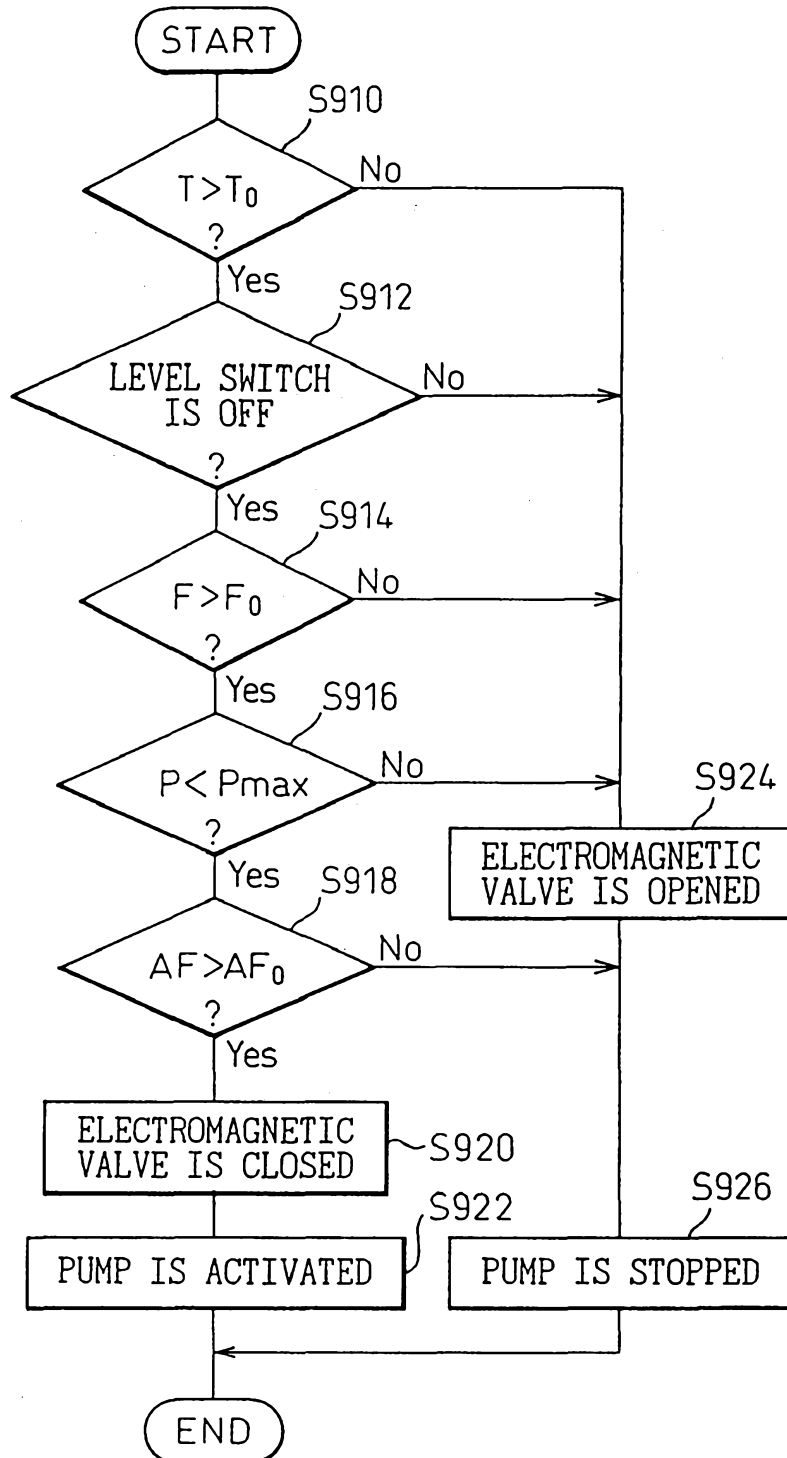 START
S910
T>T0
?
No
Yes
S912
LEVEL SWITCH
IS OFF
?
No
Yes
S914
F>F0
?
No
Yes
S916
P<Pmax
?
No
Yes
S924
ELECTROMAGNETIC
VALVE IS OPENED
S918
AF>AF0
?
No
Yes
ELECTROMAGNETIC
VALVE IS CLOSED
S920
S922
PUMP IS ACTIVATED
S926
PUMP IS STOPPED
END